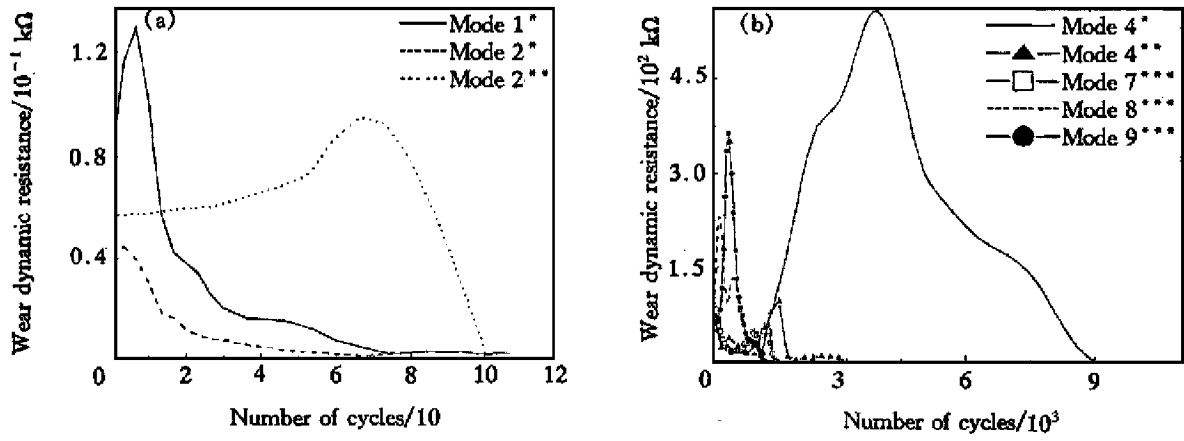 (a)
Mode 1*
Mode 2*
Mode 2**
1.2
0.8
0.4
0 2 4 6 8 10 12
Number of cycles/10
Wear dynamic resistance/10⁻¹ kΩ
(b)
Mode 4*
Mode 4**
Mode 7***
Mode 8***
Mode 9***
4.5
3.0
1.5
0 3 6 9
Number of cycles/10³
Wear dynamic resistance/10² kΩ